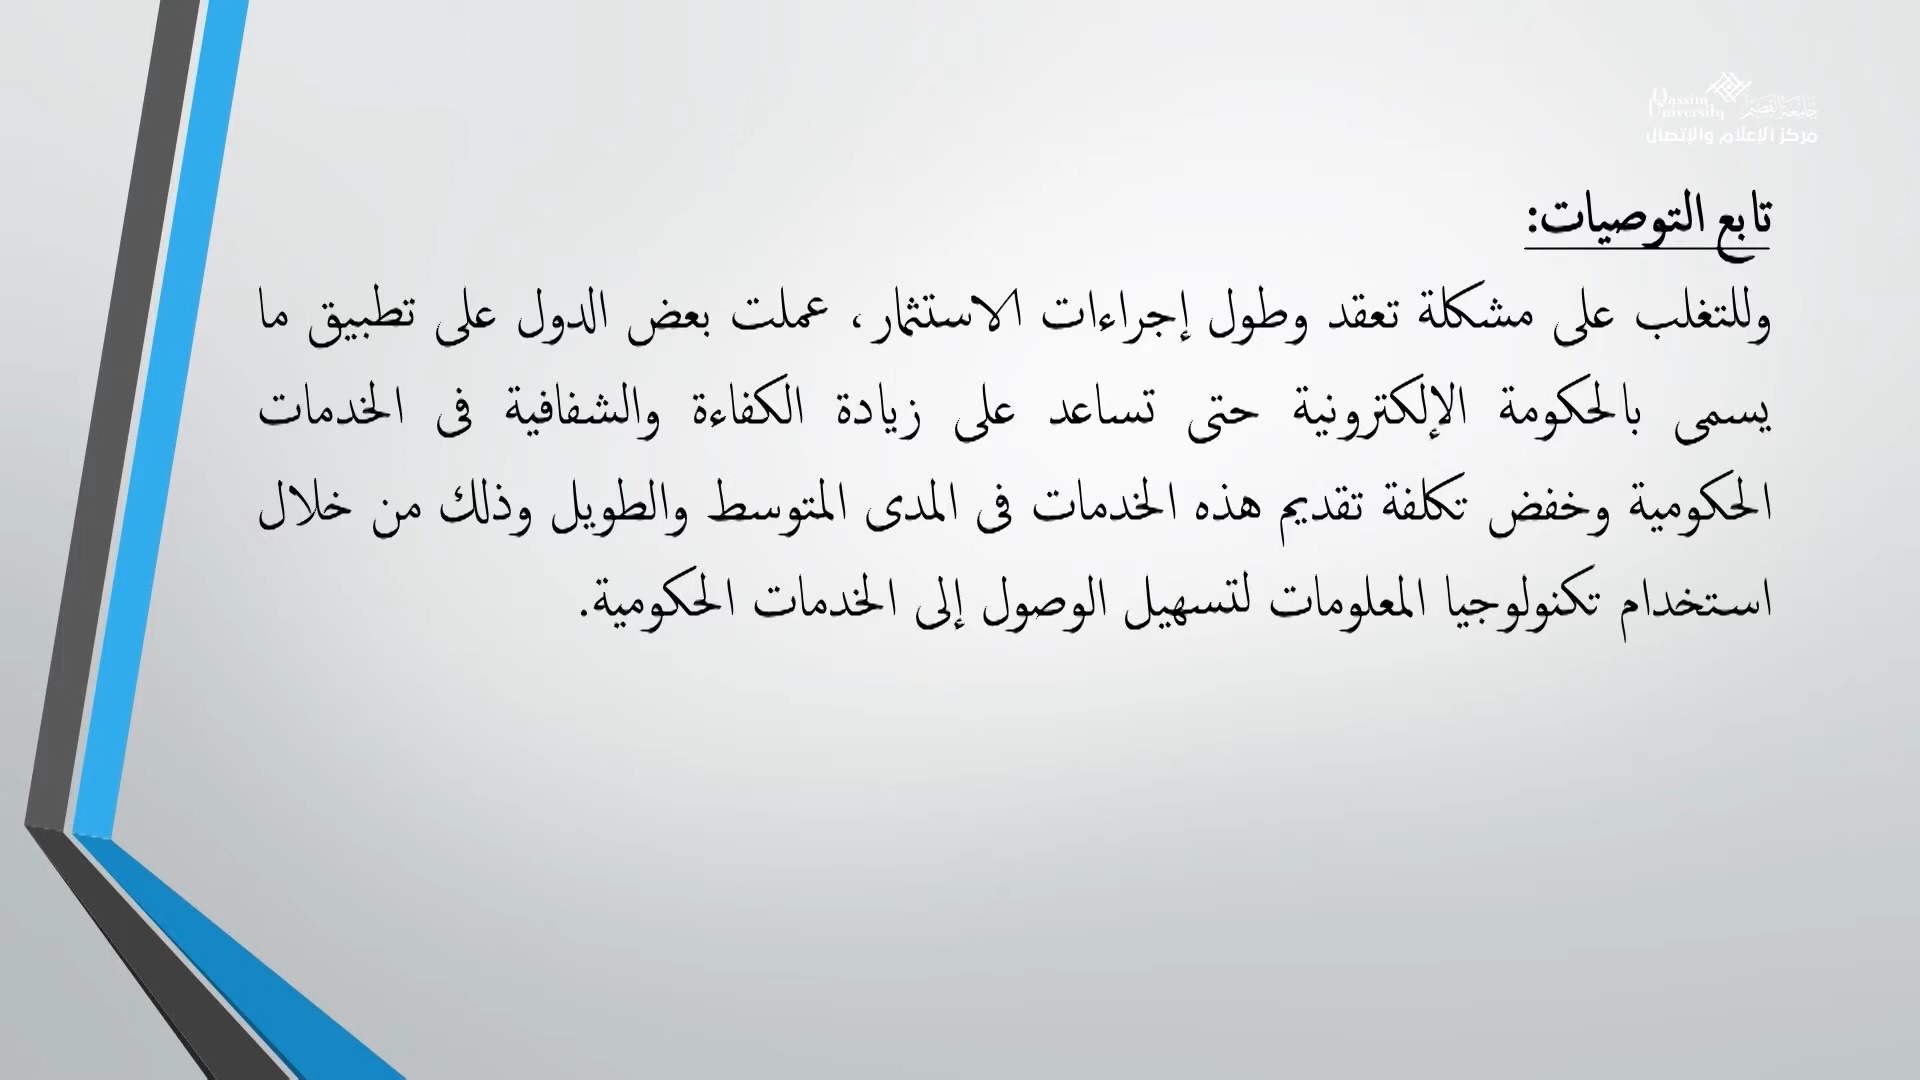 Qassim
University جامعة القصيم
مركز الإعلام والاتصال
تابع التوصيات:
وللتغلب على مشكلة تعقد وطول إجراءات الاستثمار، عملت بعض الدول على تطبيق ما
يسمى بالحكومة الإلكترونية حتى تساعد على زيادة الكفاءة والشفافية فى الخدمات
الحكومية وخفض تكلفة تقديم هذه الخدمات فى المدى المتوسط والطويل وذلك من خلال
استخدام تكنولوجيا المعلومات لتسهيل الوصول إلى الخدمات الحكومية.